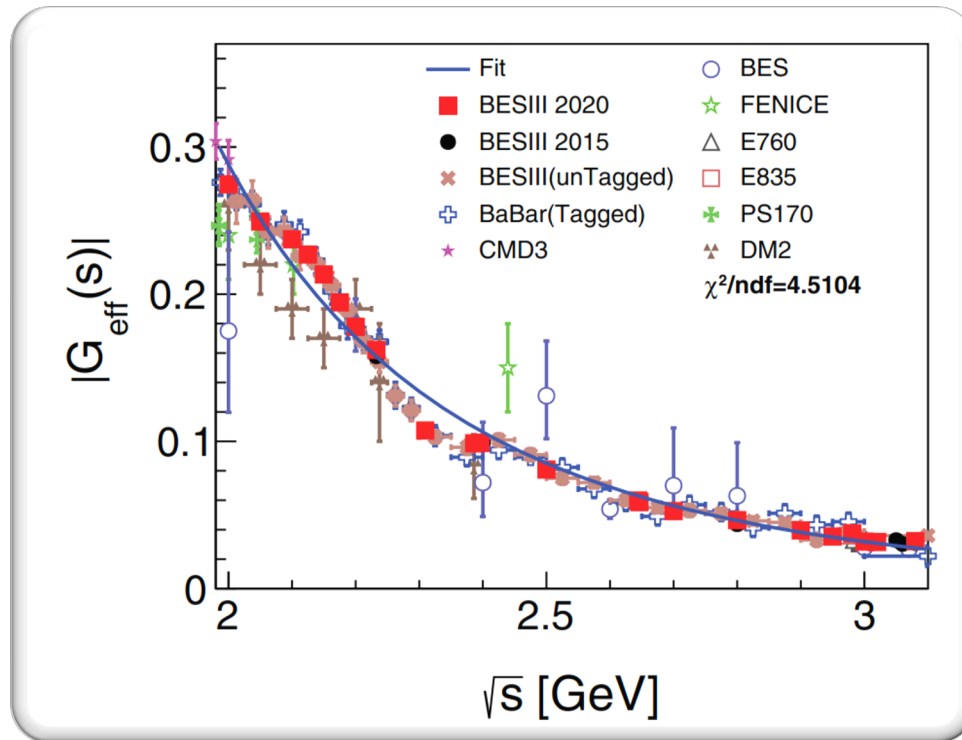 |G_eff(s)|
0.3
0.2
0.1
0
Fit
BESIII 2020
BESIII 2015
BESIII(unTagged)
BaBar(Tagged)
CMD3
BES
FENICE
E760
E835
PS170
DM2
χ²/ndf=4.5104
2
2.5
3
√s [GeV]